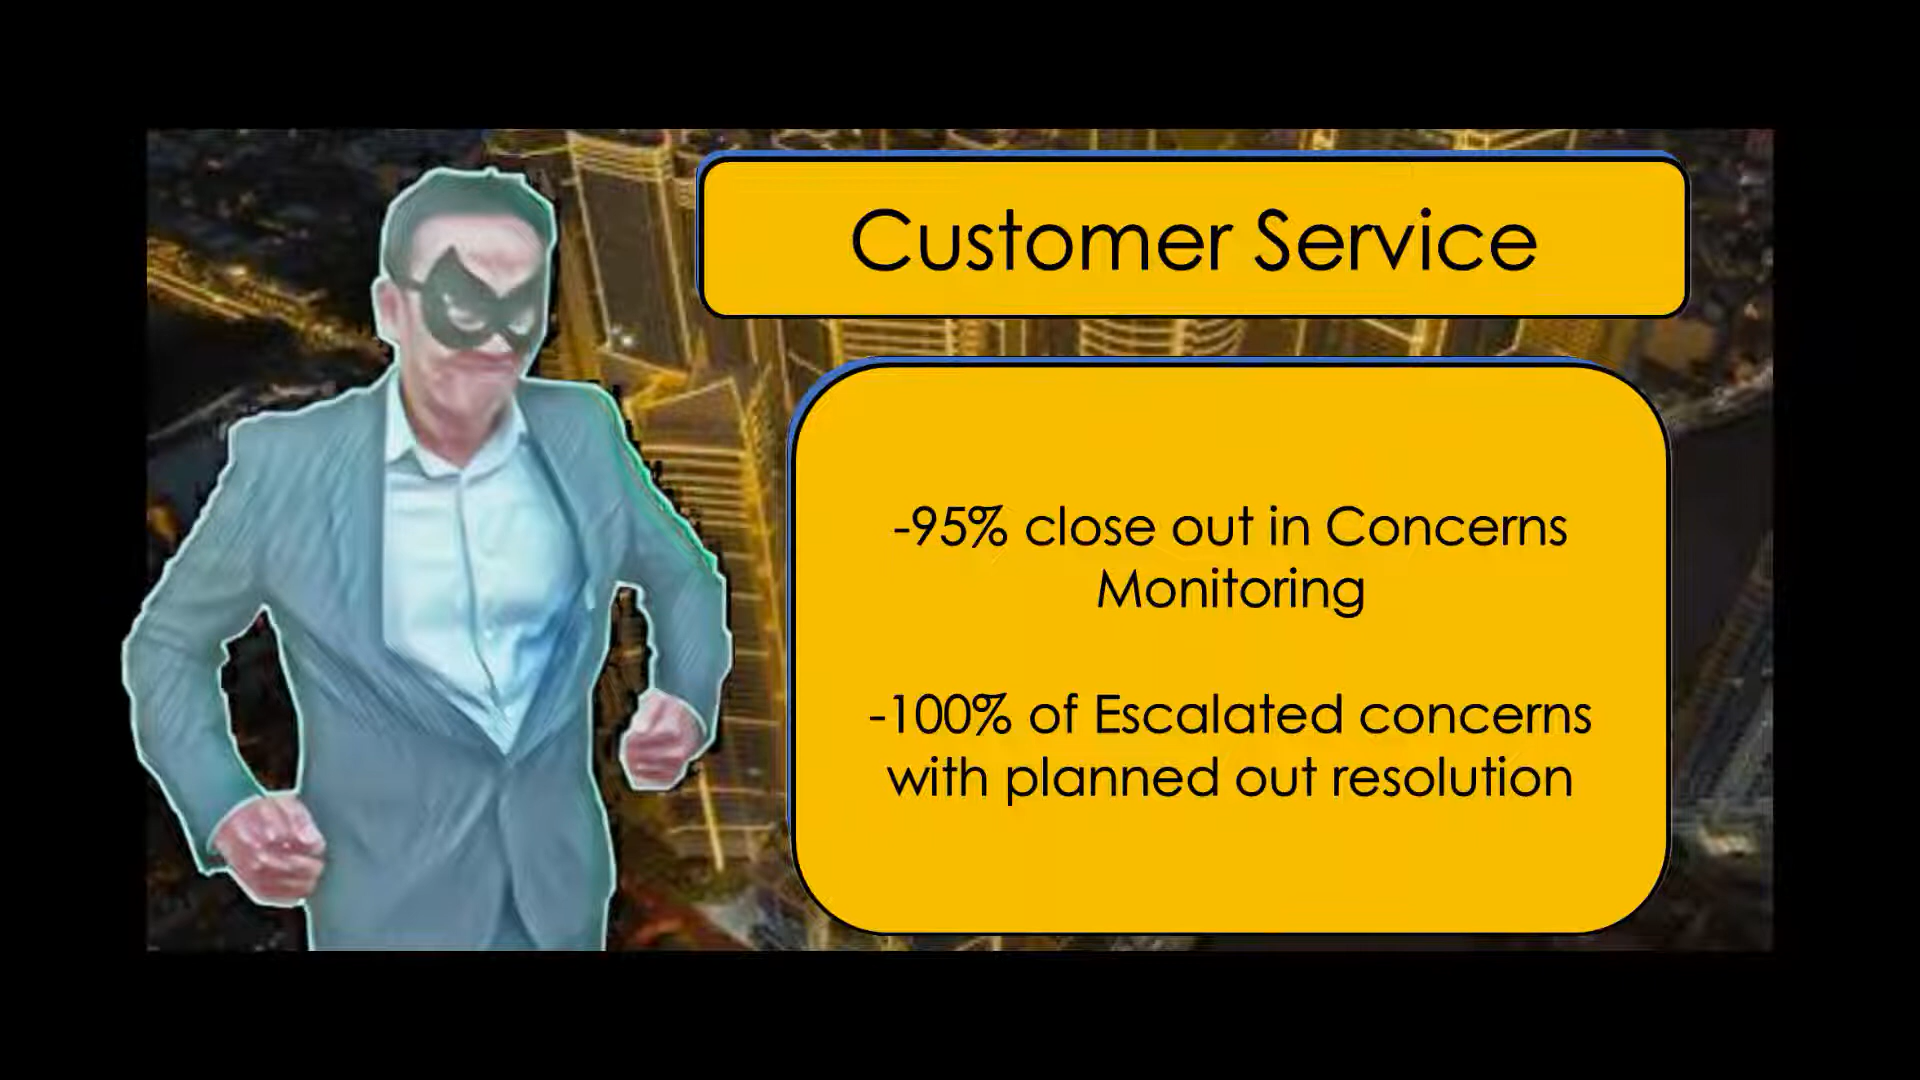 Customer Service
-95% close out in Concerns
Monitoring
-100% of Escalated concerns
with planned out resolution